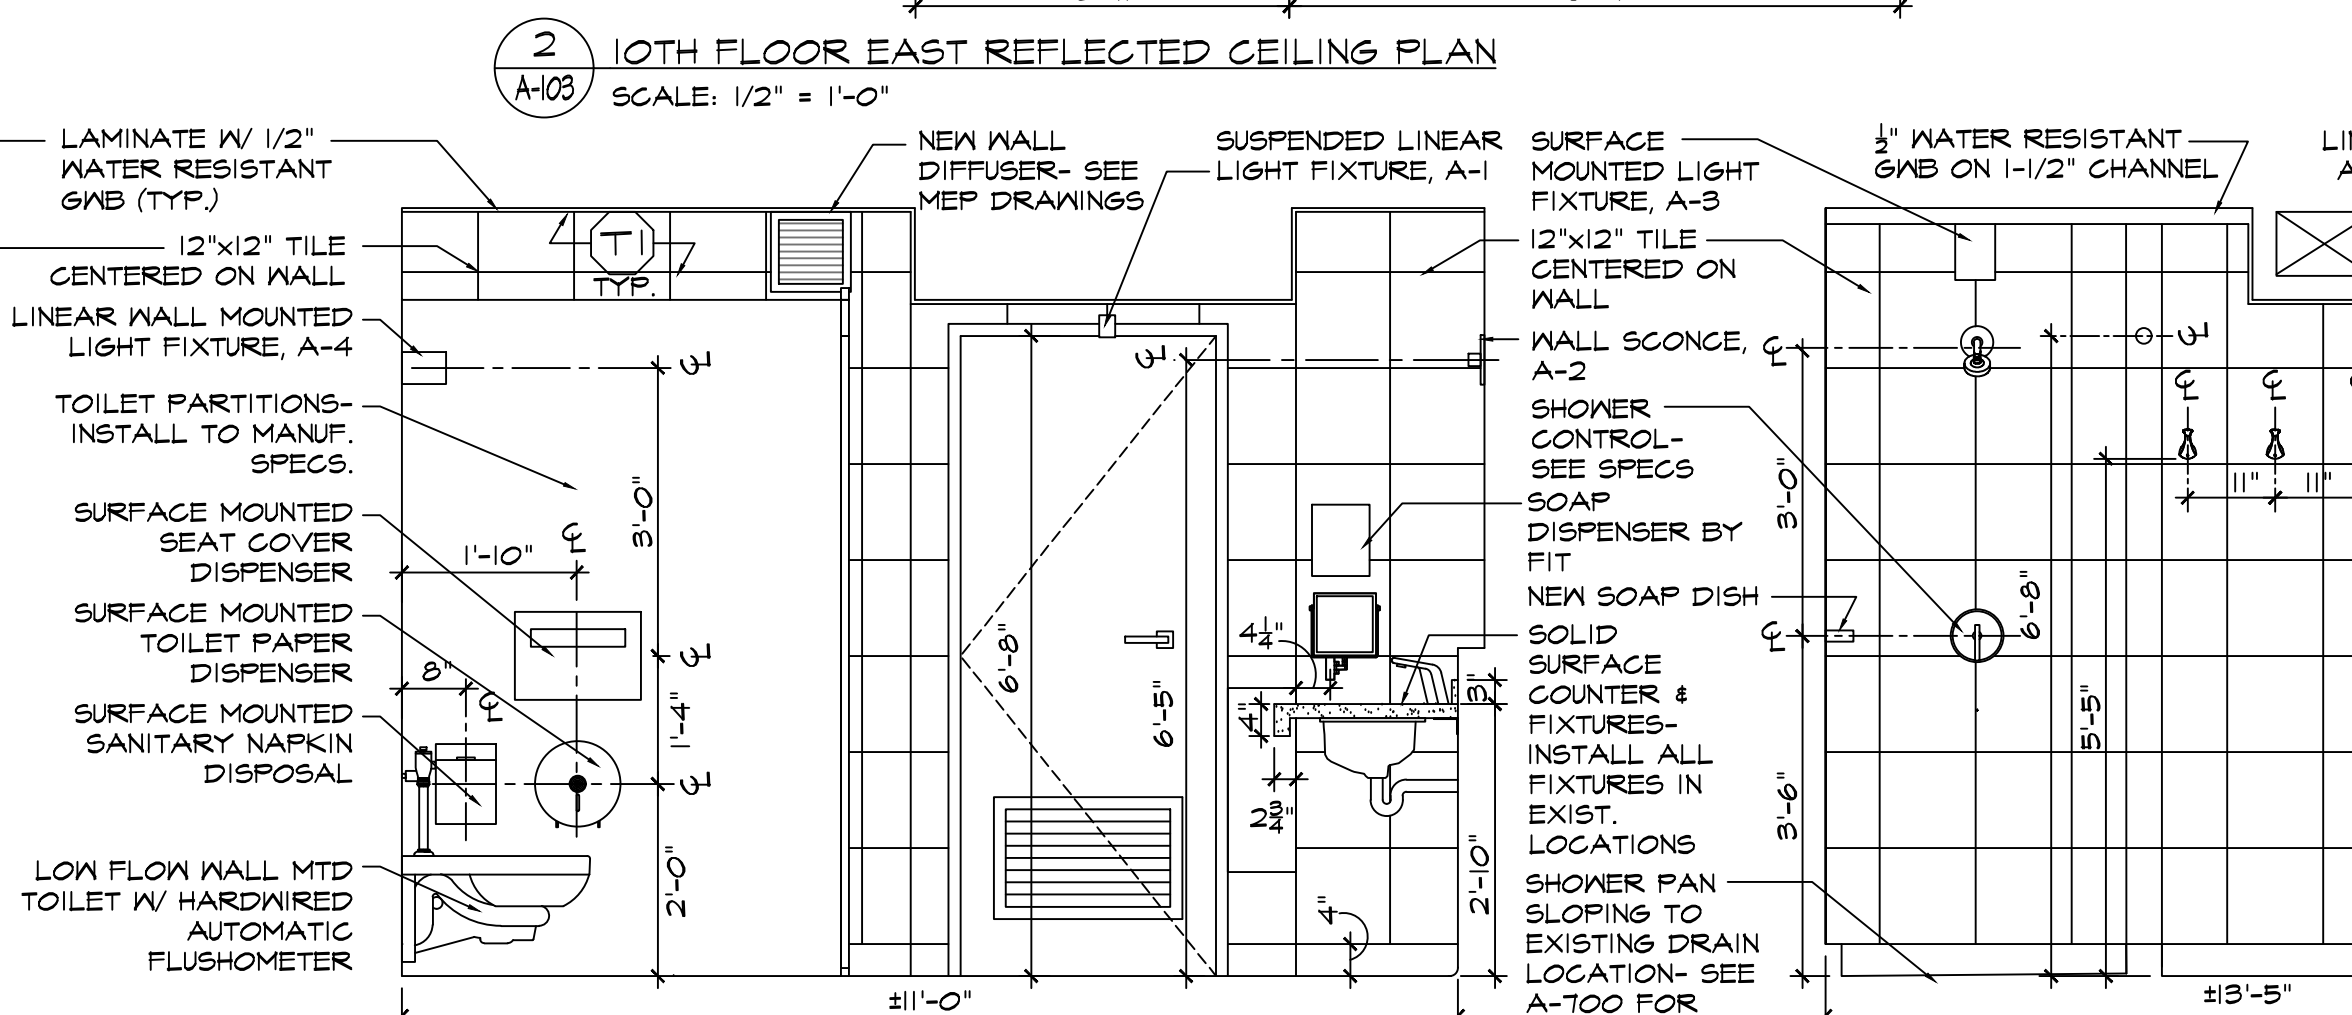 2
A-103
10TH FLOOR EAST REFLECTED CEILING PLAN
SCALE: 1/2" = 1'-0"
LAMINATE W/ 1/2"
WATER RESISTANT
GWB (TYP.)
12"x12" TILE
CENTERED ON WALL
LINEAR WALL MOUNTED
LIGHT FIXTURE, A-4
TOILET PARTITIONS-
INSTALL TO MANUF.
SPECS.
SURFACE MOUNTED
SEAT COVER
DISPENSER
SURFACE MOUNTED
TOILET PAPER
DISPENSER
SURFACE MOUNTED
SANITARY NAPKIN
DISPOSAL
LOW FLOW WALL MTD
TOILET W/ HARDWIRED
AUTOMATIC
FLUSHOMETER
T1
TYP.
3'-0"
1'-10"
8"
1'-4"
2'-0"
NEW WALL
DIFFUSER- SEE
MEP DRAWINGS
SUSPENDED LINEAR
LIGHT FIXTURE, A-1
6'-8"
6'-5"
4 1/4"
4"
2 3/4"
3"
4"
2'-10"
±11'-0"
SURFACE
MOUNTED LIGHT
FIXTURE, A-3
12"x12" TILE
CENTERED ON
WALL
WALL SCONCE,
A-2
SHOWER
CONTROL-
SEE SPECS
SOAP
DISPENSER BY
FIT
NEW SOAP DISH
SOLID
SURFACE
COUNTER &
FIXTURES-
INSTALL ALL
FIXTURES IN
EXIST.
LOCATIONS
SHOWER PAN
SLOPING TO
EXISTING DRAIN
LOCATION- SEE
A-700 FOR
1/2" WATER RESISTANT
GWB ON 1-1/2" CHANNEL
3'-0"
3'-6"
6'-8"
5'-5"
11"
11"
±13'-5"